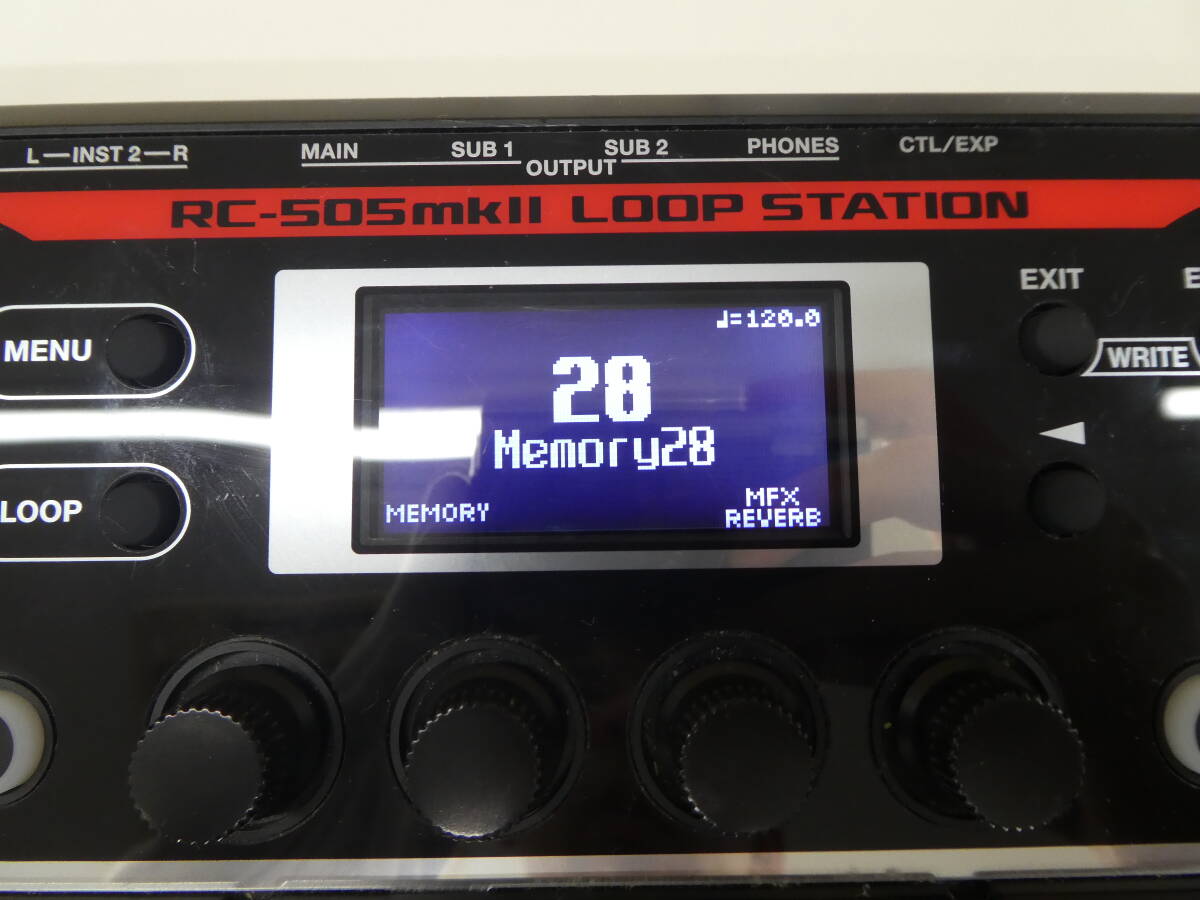 L—INST 2—R
MAIN
SUB 1
SUB 2
PHONES
CTL/EXP
OUTPUT
RC-505mkII LOOP STATION
EXIT
E
MENU
WRITE
LOOP
♩=120.0
28
Memory28
MEMORY
MFX
REVERB